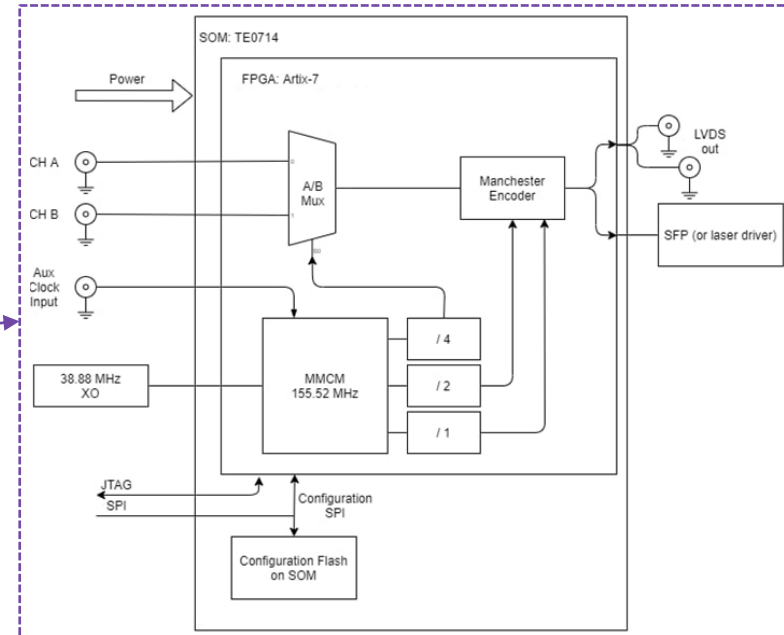 SOM: TE0714
FPGA: Artix-7
Power
CH A
CH B
Aux
Clock
Input
0
1
A/B
Mux
Manchester
Encoder
LVDS
out
SFP (or laser driver)
38.88 MHz
XO
MMCM
155.52 MHz
/ 4
/ 2
/ 1
JTAG
SPI
Configuration
SPI
Configuration Flash
on SOM